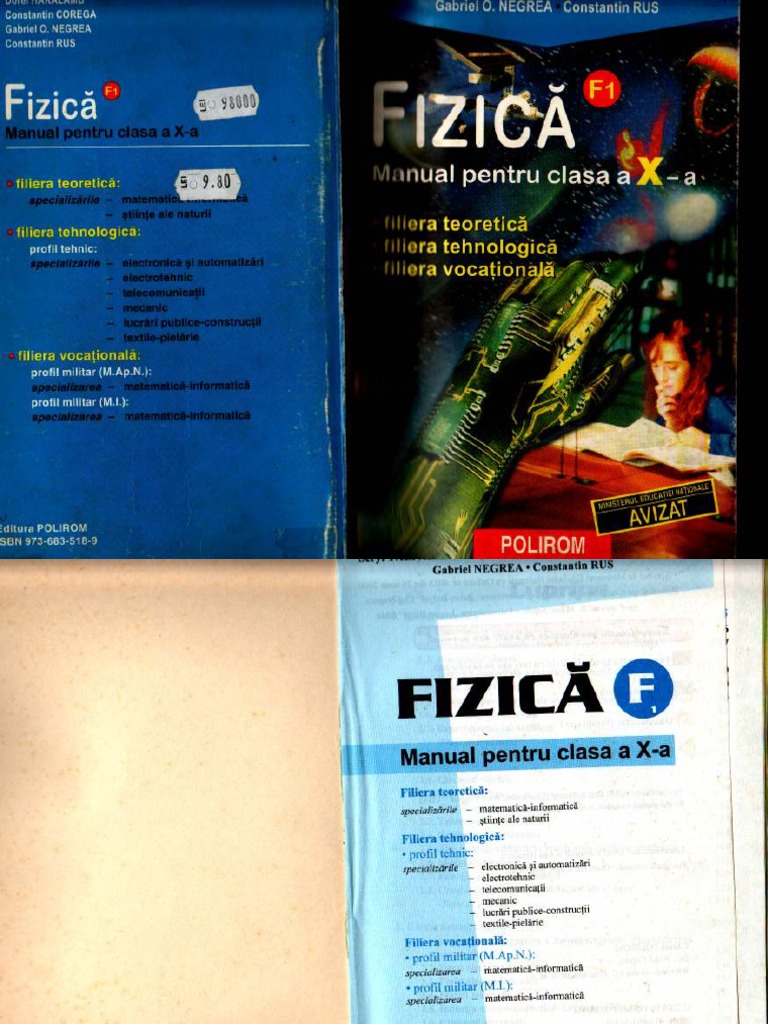 Constantin COREGA
Gabriel O. NEGREA
Constantin RUS
Fizică F1
LEI 98000
Manual pentru clasa a X-a
LEI 9.80
• filiera teoretică:
specializările – matematică-informatică
– științe ale naturii
• filiera tehnologică:
profil tehnic:
specializările – electronică și automatizări
– electrotehnic
– telecomunicații
– mecanic
– lucrări publice-construcții
– textile-pielărie
• filiera vocațională:
profil militar (M.Ap.N.):
specializarea – matematică-informatică
profil militar (M.I.):
specializarea – matematică-informatică
Editura POLIROM
ISBN 973-683-518-9
Gabriel O. NEGREA • Constantin RUS
FIZICĂ F1
Manual pentru clasa a X-a
filiera teoretică
filiera tehnologică
filiera vocațională
MINISTERUL EDUCAȚIEI NAȚIONALE
AVIZAT
POLIROM
Gabriel NEGREA • Constantin RUS
FIZICĂ F1
Manual pentru clasa a X-a
Filiera teoretică:
specializările – matematică-informatică
– științe ale naturii
Filiera tehnologică:
• profil tehnic:
specializările – electronică și automatizări
– electrotehnic
– telecomunicații
– mecanic
– lucrări publice-construcții
– textile-pielărie
Filiera vocațională:
• profil militar (M.Ap.N.):
specializarea – matematică-informatică
• profil militar (M.I.):
specializarea – matematică-informatică